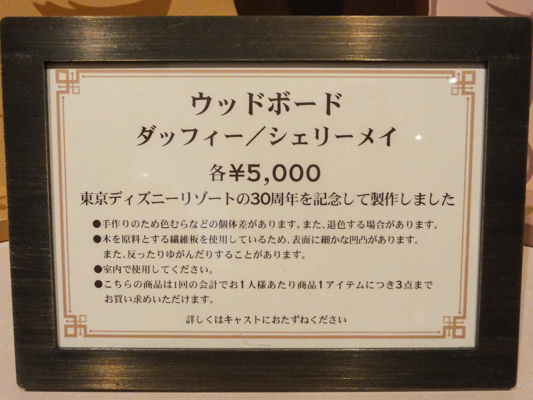 ウッドボード
ダッフィー／シェリーメイ
各¥5,000
東京ディズニーリゾートの30周年を記念して製作しました
●手作りのため色むらなどの個体差があります。また、退色する場合があります。
●木を原料とする繊維板を使用しているため、表面に細かな凹凸があります。
また、反ったりゆがんだりすることがあります。
●室内で使用してください。
●こちらの商品は1回の会計でお1人様あたり商品1アイテムにつき3点まで
お買い求めいただけます。
詳しくはキャストにおたずねください